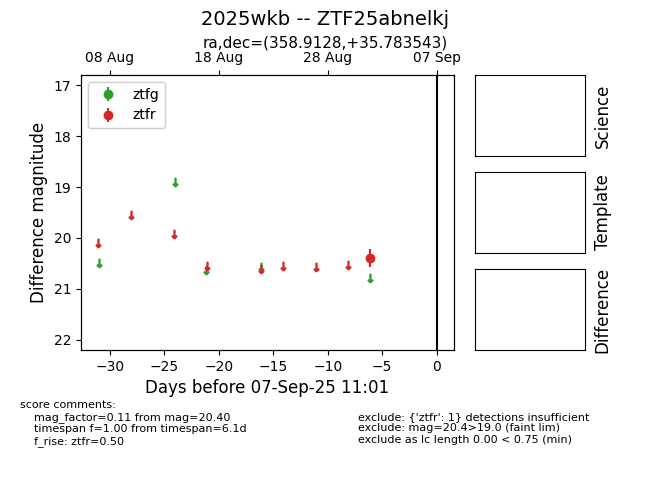 2025wkb -- ZTF25abnelkj
ra,dec=(358.9128,+35.783543)
08 Aug 18 Aug 28 Aug 07 Sep
ztfg
ztfr
17
18
19
20
21
22
Difference magnitude
−30 −25 −20 −15 −10 −5 0
Days before 07-Sep-25 11:01
Science
Template
Difference
score comments:
mag_factor=0.11 from mag=20.40
timespan f=1.00 from timespan=6.1d
f_rise: ztfr=0.50
exclude: {'ztfr': 1} detections insufficient
exclude: mag=20.4>19.0 (faint lim)
exclude as lc length 0.00 < 0.75 (min)